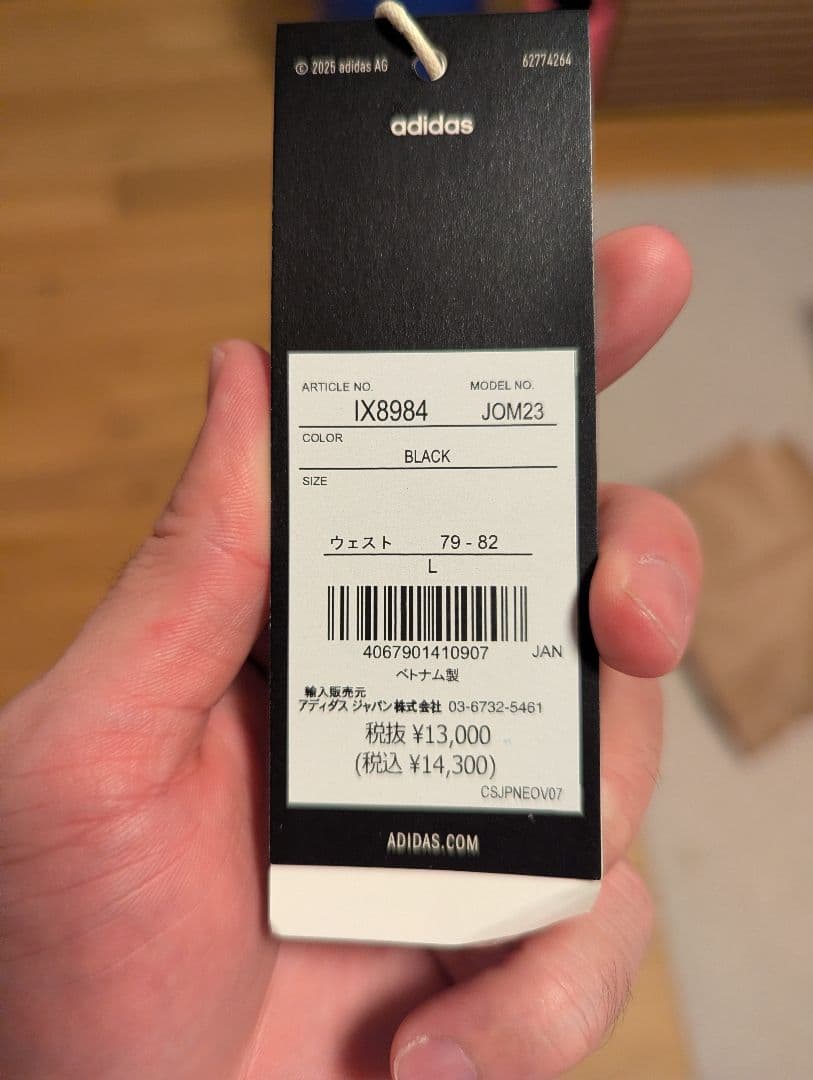 © 2025 adidas AG 62774264
adidas
ARTICLE NO. MODEL NO.
IX8984 JOM23
COLOR
BLACK
SIZE
ウェスト 79 - 82
L
4067901410907 JAN
ベトナム製
輸入販売元
アディダス ジャパン株式会社 03-6732-5461
税抜 ¥13,000
(税込 ¥14,300)
CSJPNEOV07
ADIDAS.COM